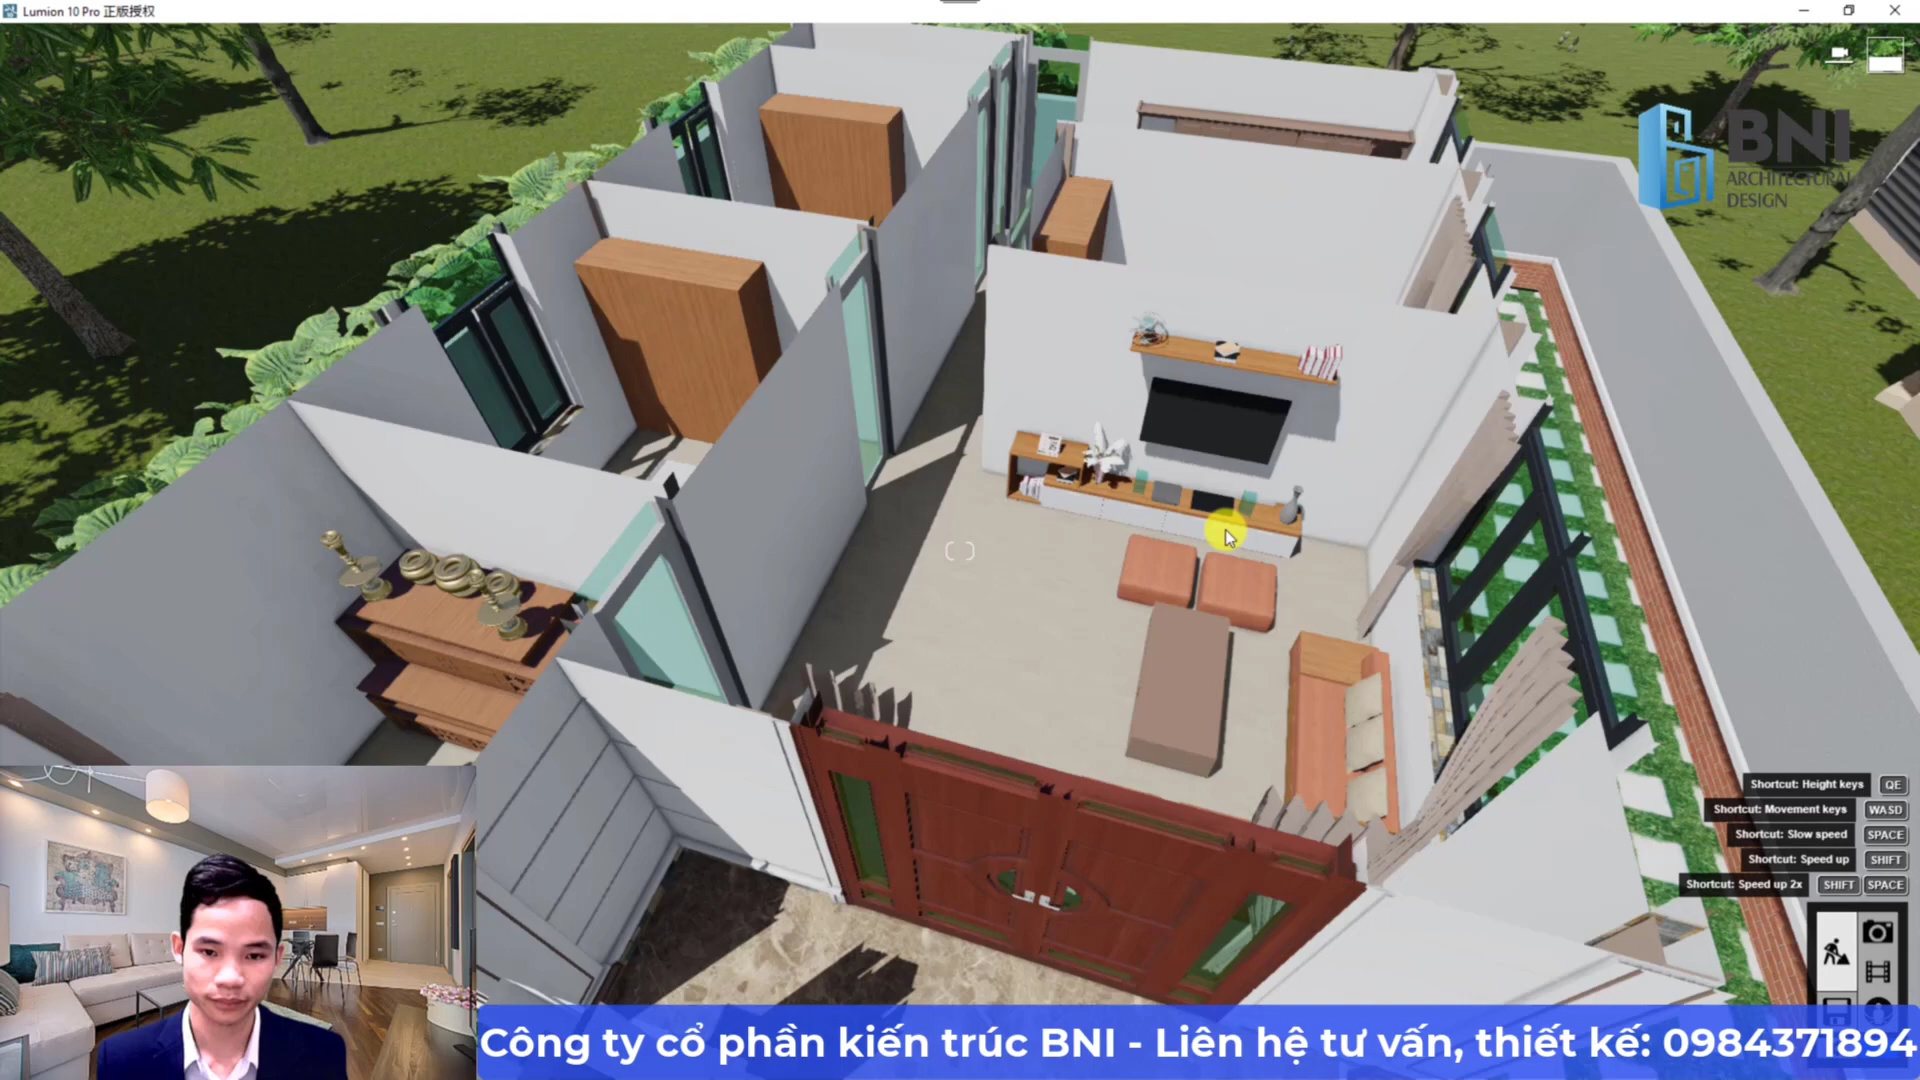 Lumion 10 Pro 正版授权
BNI
ARCHITECTURAL
DESIGN
Shortcut: Height keys QE
Shortcut: Movement keys WASD
Shortcut: Slow speed SPACE
Shortcut: Speed up SHIFT
Shortcut: Speed up 2x SHIFT SPACE
Công ty cổ phần kiến trúc BNI - Liên hệ tư vấn, thiết kế: 0984371894